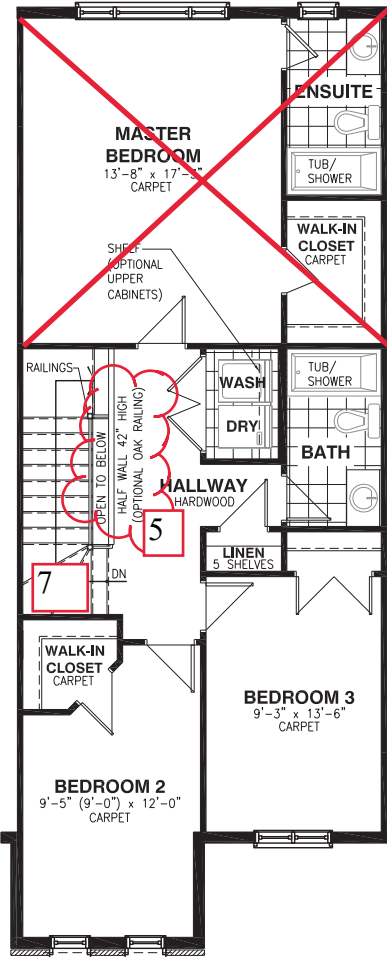 ENSUITE
MASTER
BEDROOM
13'-8" x 17'-3"
CARPET
TUB/
SHOWER
WALK-IN
CLOSET
CARPET
SHELF
(OPTIONAL
UPPER
CABINETS)
RAILINGS
WASH
DRY
TUB/
SHOWER
BATH
OPEN TO BELOW
HALF WALL 42" HIGH
(OPTIONAL OAK RAILING)
HALLWAY
HARDWOOD
5
LINEN
5 SHELVES
7
DN
WALK-IN
CLOSET
CARPET
BEDROOM 3
9'-3" x 13'-6"
CARPET
BEDROOM 2
9'-5" (9'-0") x 12'-0"
CARPET